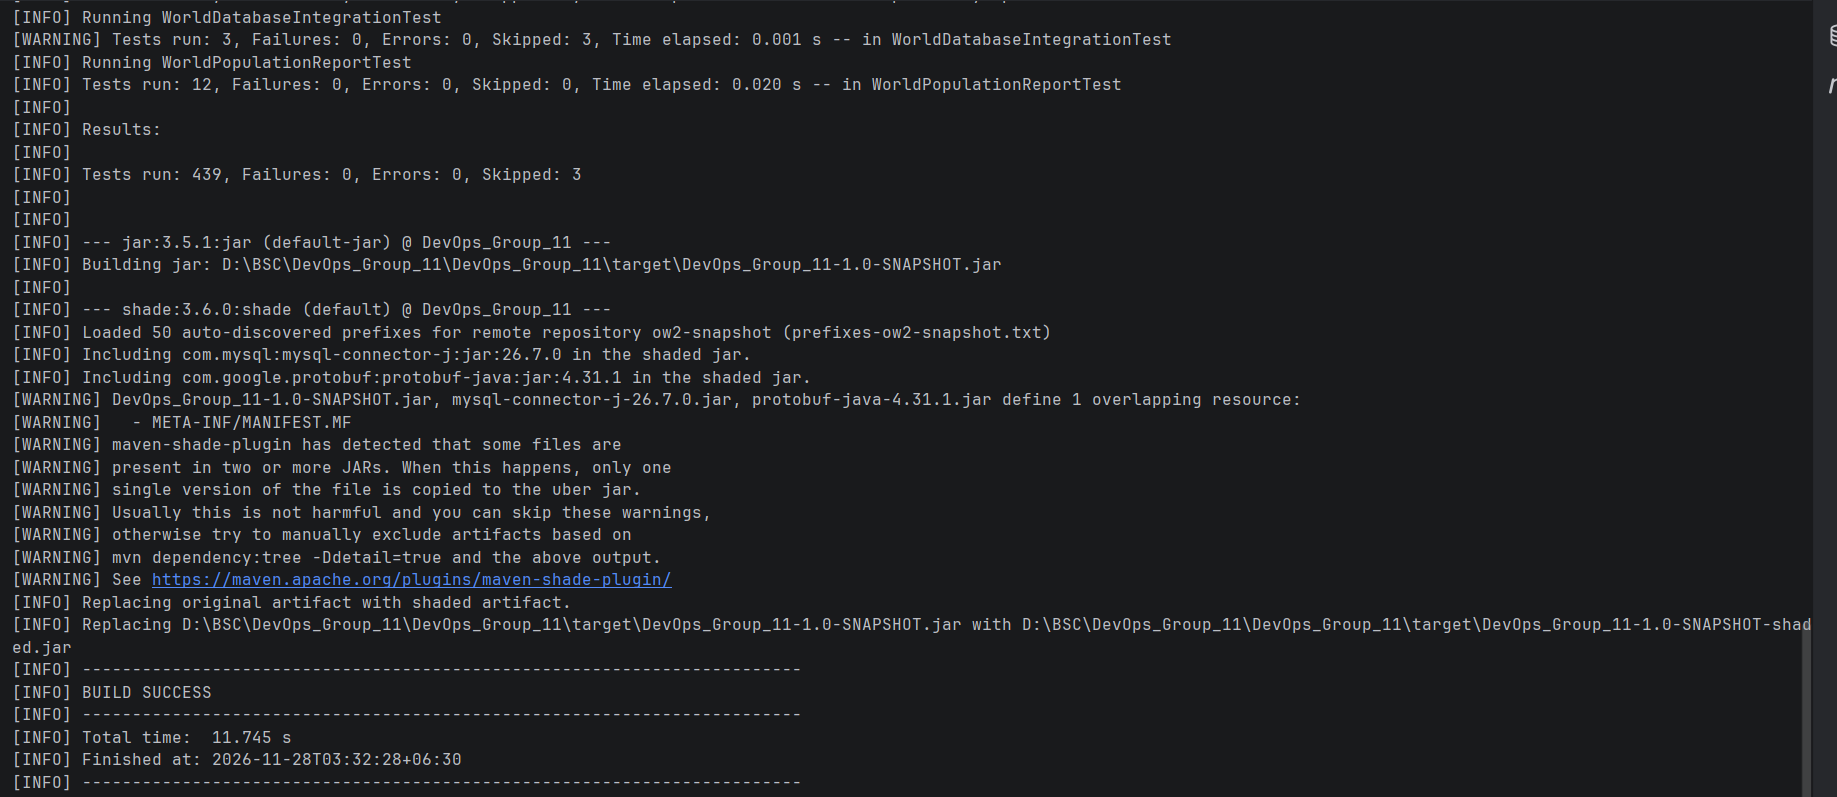 [INFO] Running WorldDatabaseIntegrationTest
[WARNING] Tests run: 3, Failures: 0, Errors: 0, Skipped: 3, Time elapsed: 0.001 s -- in WorldDatabaseIntegrationTest
[INFO] Running WorldPopulationReportTest
[INFO] Tests run: 12, Failures: 0, Errors: 0, Skipped: 0, Time elapsed: 0.020 s -- in WorldPopulationReportTest
[INFO]
[INFO] Results:
[INFO]
[INFO] Tests run: 439, Failures: 0, Errors: 0, Skipped: 3
[INFO]
[INFO]
[INFO] --- jar:3.5.1:jar (default-jar) @ DevOps_Group_11 ---
[INFO] Building jar: D:\BSC\DevOps_Group_11\DevOps_Group_11\target\DevOps_Group_11-1.0-SNAPSHOT.jar
[INFO]
[INFO] --- shade:3.6.0:shade (default) @ DevOps_Group_11 ---
[INFO] Loaded 50 auto-discovered prefixes for remote repository ow2-snapshot (prefixes-ow2-snapshot.txt)
[INFO] Including com.mysql:mysql-connector-j:jar:26.7.0 in the shaded jar.
[INFO] Including com.google.protobuf:protobuf-java:jar:4.31.1 in the shaded jar.
[WARNING] DevOps_Group_11-1.0-SNAPSHOT.jar, mysql-connector-j-26.7.0.jar, protobuf-java-4.31.1.jar define 1 overlapping resource:
[WARNING]   - META-INF/MANIFEST.MF
[WARNING] maven-shade-plugin has detected that some files are
[WARNING] present in two or more JARs. When this happens, only one
[WARNING] single version of the file is copied to the uber jar.
[WARNING] Usually this is not harmful and you can skip these warnings,
[WARNING] otherwise try to manually exclude artifacts based on
[WARNING] mvn dependency:tree -Ddetail=true and the above output.
[WARNING] See https://maven.apache.org/plugins/maven-shade-plugin/
[INFO] Replacing original artifact with shaded artifact.
[INFO] Replacing D:\BSC\DevOps_Group_11\DevOps_Group_11\target\DevOps_Group_11-1.0-SNAPSHOT.jar with D:\BSC\DevOps_Group_11\DevOps_Group_11\target\DevOps_Group_11-1.0-SNAPSHOT-shad
ed.jar
[INFO] ------------------------------------------------------------------------
[INFO] BUILD SUCCESS
[INFO] ------------------------------------------------------------------------
[INFO] Total time:  11.745 s
[INFO] Finished at: 2026-11-28T03:32:28+06:30
[INFO] ------------------------------------------------------------------------